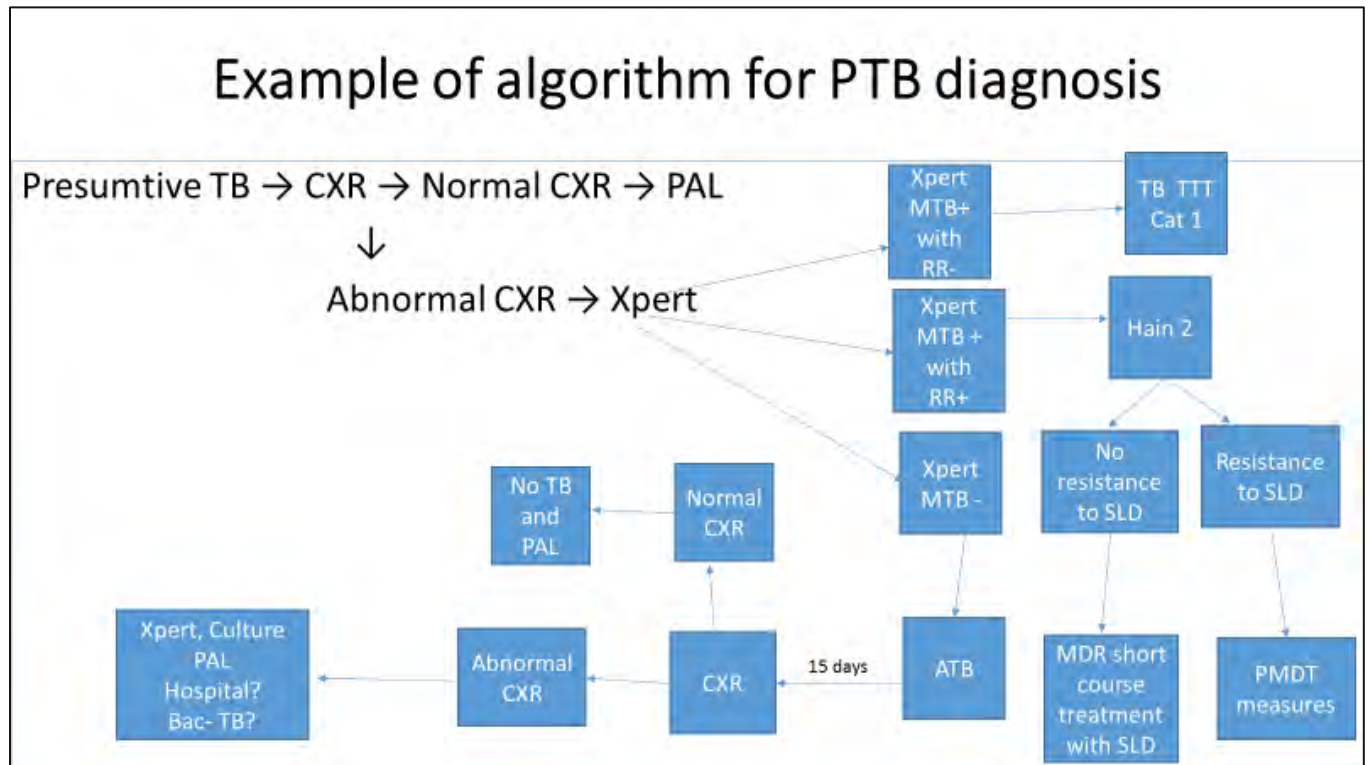 Example of algorithm for PTB diagnosis
Presumtive TB → CXR → Normal CXR → PAL
↓
Abnormal CXR → Xpert
Xpert
MTB+
with
RR-
TB TTT
Cat 1
Xpert
MTB +
with
RR+
Hain 2
Xpert
MTB -
No
resistance
to SLD
Resistance
to SLD
No TB
and
PAL
Normal
CXR
Xpert, Culture
PAL
Hospital?
Bac- TB?
Abnormal
CXR
CXR
15 days
ATB
MDR short
course
treatment
with SLD
PMDT
measures